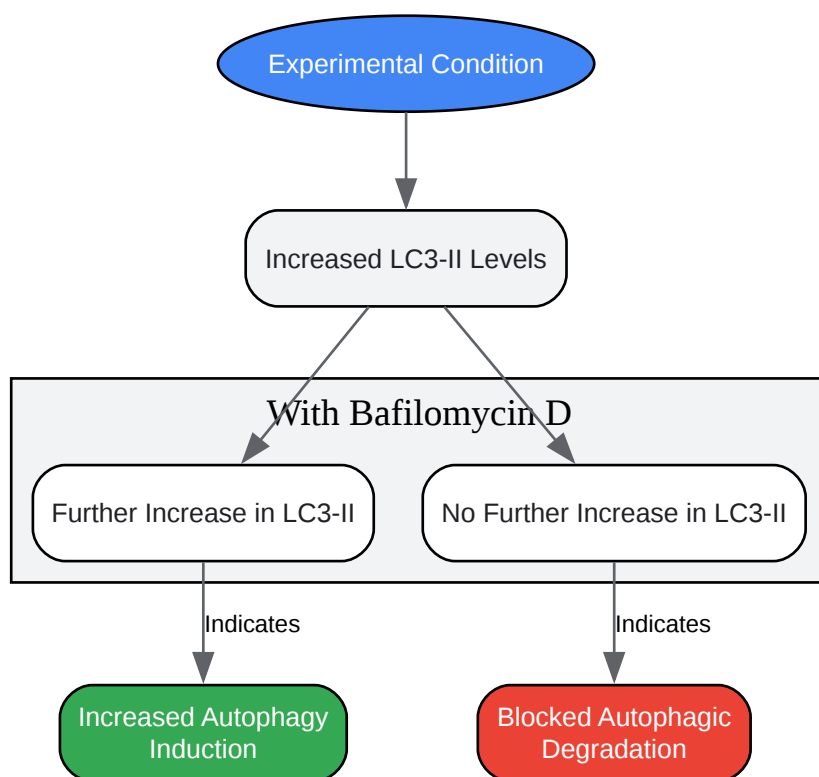 Experimental Condition
Increased LC3-II Levels
With Bafilomycin D
Further Increase in LC3-II
No Further Increase in LC3-II
Indicates
Indicates
Increased Autophagy
Induction
Blocked Autophagic
Degradation